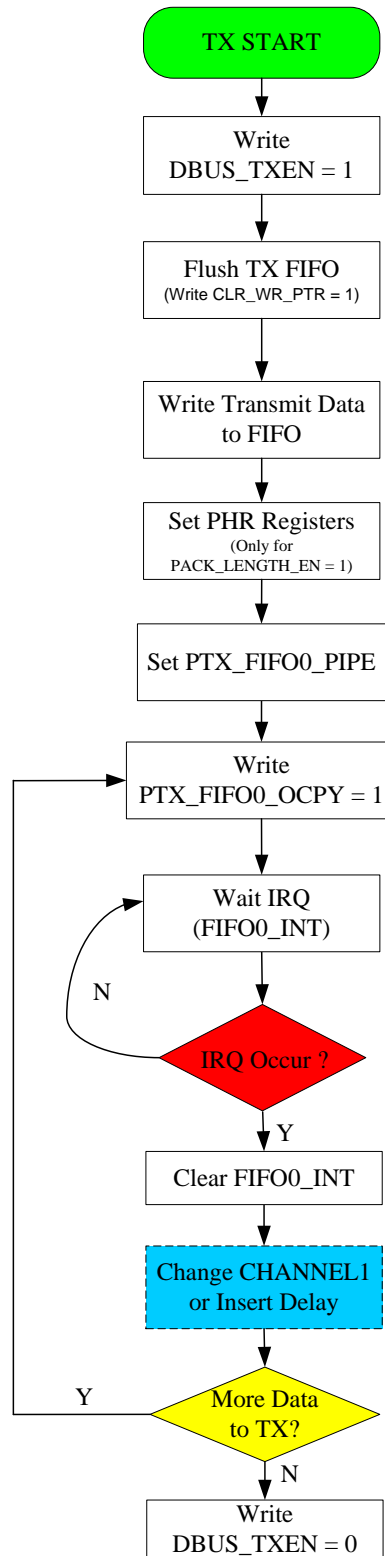 TX START
Write
DBUS_TXEN = 1
Flush TX FIFO
(Write CLR_WR_PTR = 1)
Write Transmit Data
to FIFO
Set PHR Registers
(Only for
PACK_LENGTH_EN = 1)
Set PTX_FIFO0_PIPE
Write
PTX_FIFO0_OCPY = 1
Wait IRQ
(FIFO0_INT)
N
IRQ Occur ?
Y
Clear FIFO0_INT
Change CHANNEL1
or Insert Delay
Y
More Data
to TX?
N
Write
DBUS_TXEN = 0